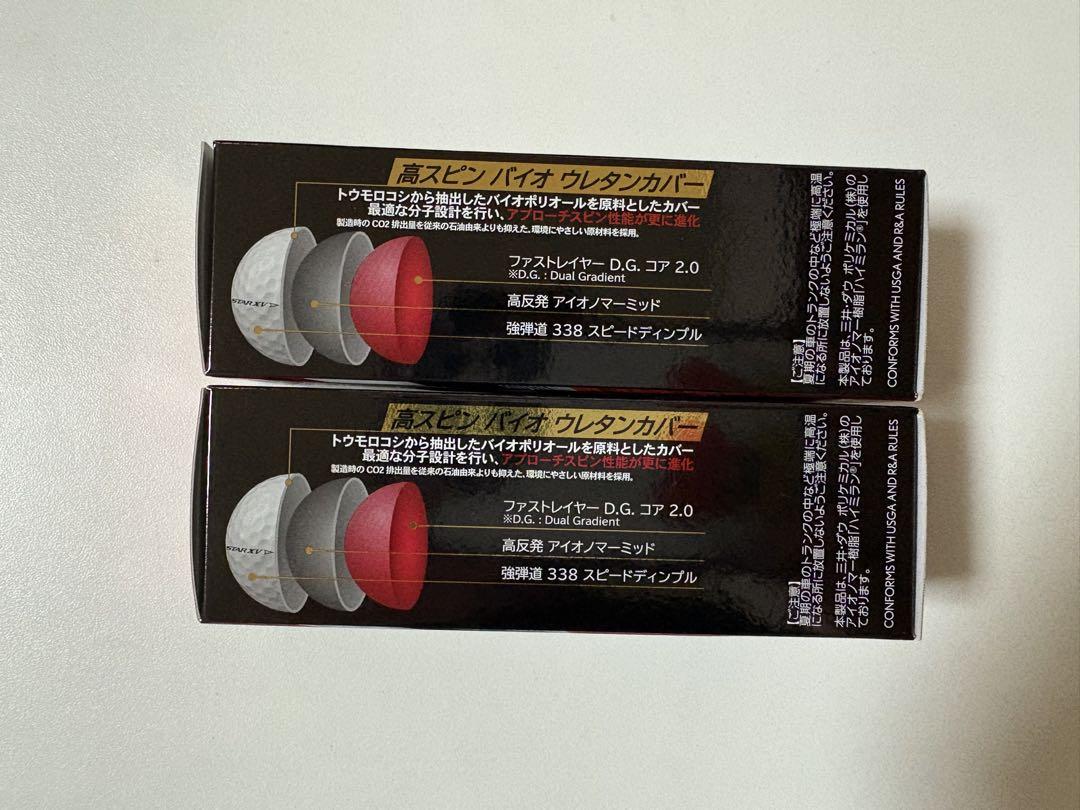 高スピン バイオ ウレタンカバー
トウモロコシから抽出したバイオポリオールを原料としたカバー
最適な分子設計を行い、アプローチスピン性能が更に進化
製造時のCO2排出量を従来の石油由来よりも抑えた、環境にやさしい原材料を採用。
ファストレイヤー D.G. コア 2.0
※D.G. : Dual Gradient
高反発 アイオノマーミッド
強弾道 338 スピードディンプル
STAR XV
【ご注意】
夏期の車のトランクの中など極端に高温
になる所に放置しないようご注意ください。
本製品は、三井・ダウ ポリケミカル(株)の
アイオノマー樹脂「ハイミラン®」を使用し
ております。
CONFORMS WITH USGA AND R&A RULES
高スピン バイオ ウレタンカバー
トウモロコシから抽出したバイオポリオールを原料としたカバー
最適な分子設計を行い、アプローチスピン性能が更に進化
製造時のCO2排出量を従来の石油由来よりも抑えた、環境にやさしい原材料を採用。
ファストレイヤー D.G. コア 2.0
※D.G. : Dual Gradient
高反発 アイオノマーミッド
強弾道 338 スピードディンプル
STAR XV
【ご注意】
夏期の車のトランクの中など極端に高温
になる所に放置しないようご注意ください。
本製品は、三井・ダウ ポリケミカル(株)の
アイオノマー樹脂「ハイミラン®」を使用し
ております。
CONFORMS WITH USGA AND R&A RULES